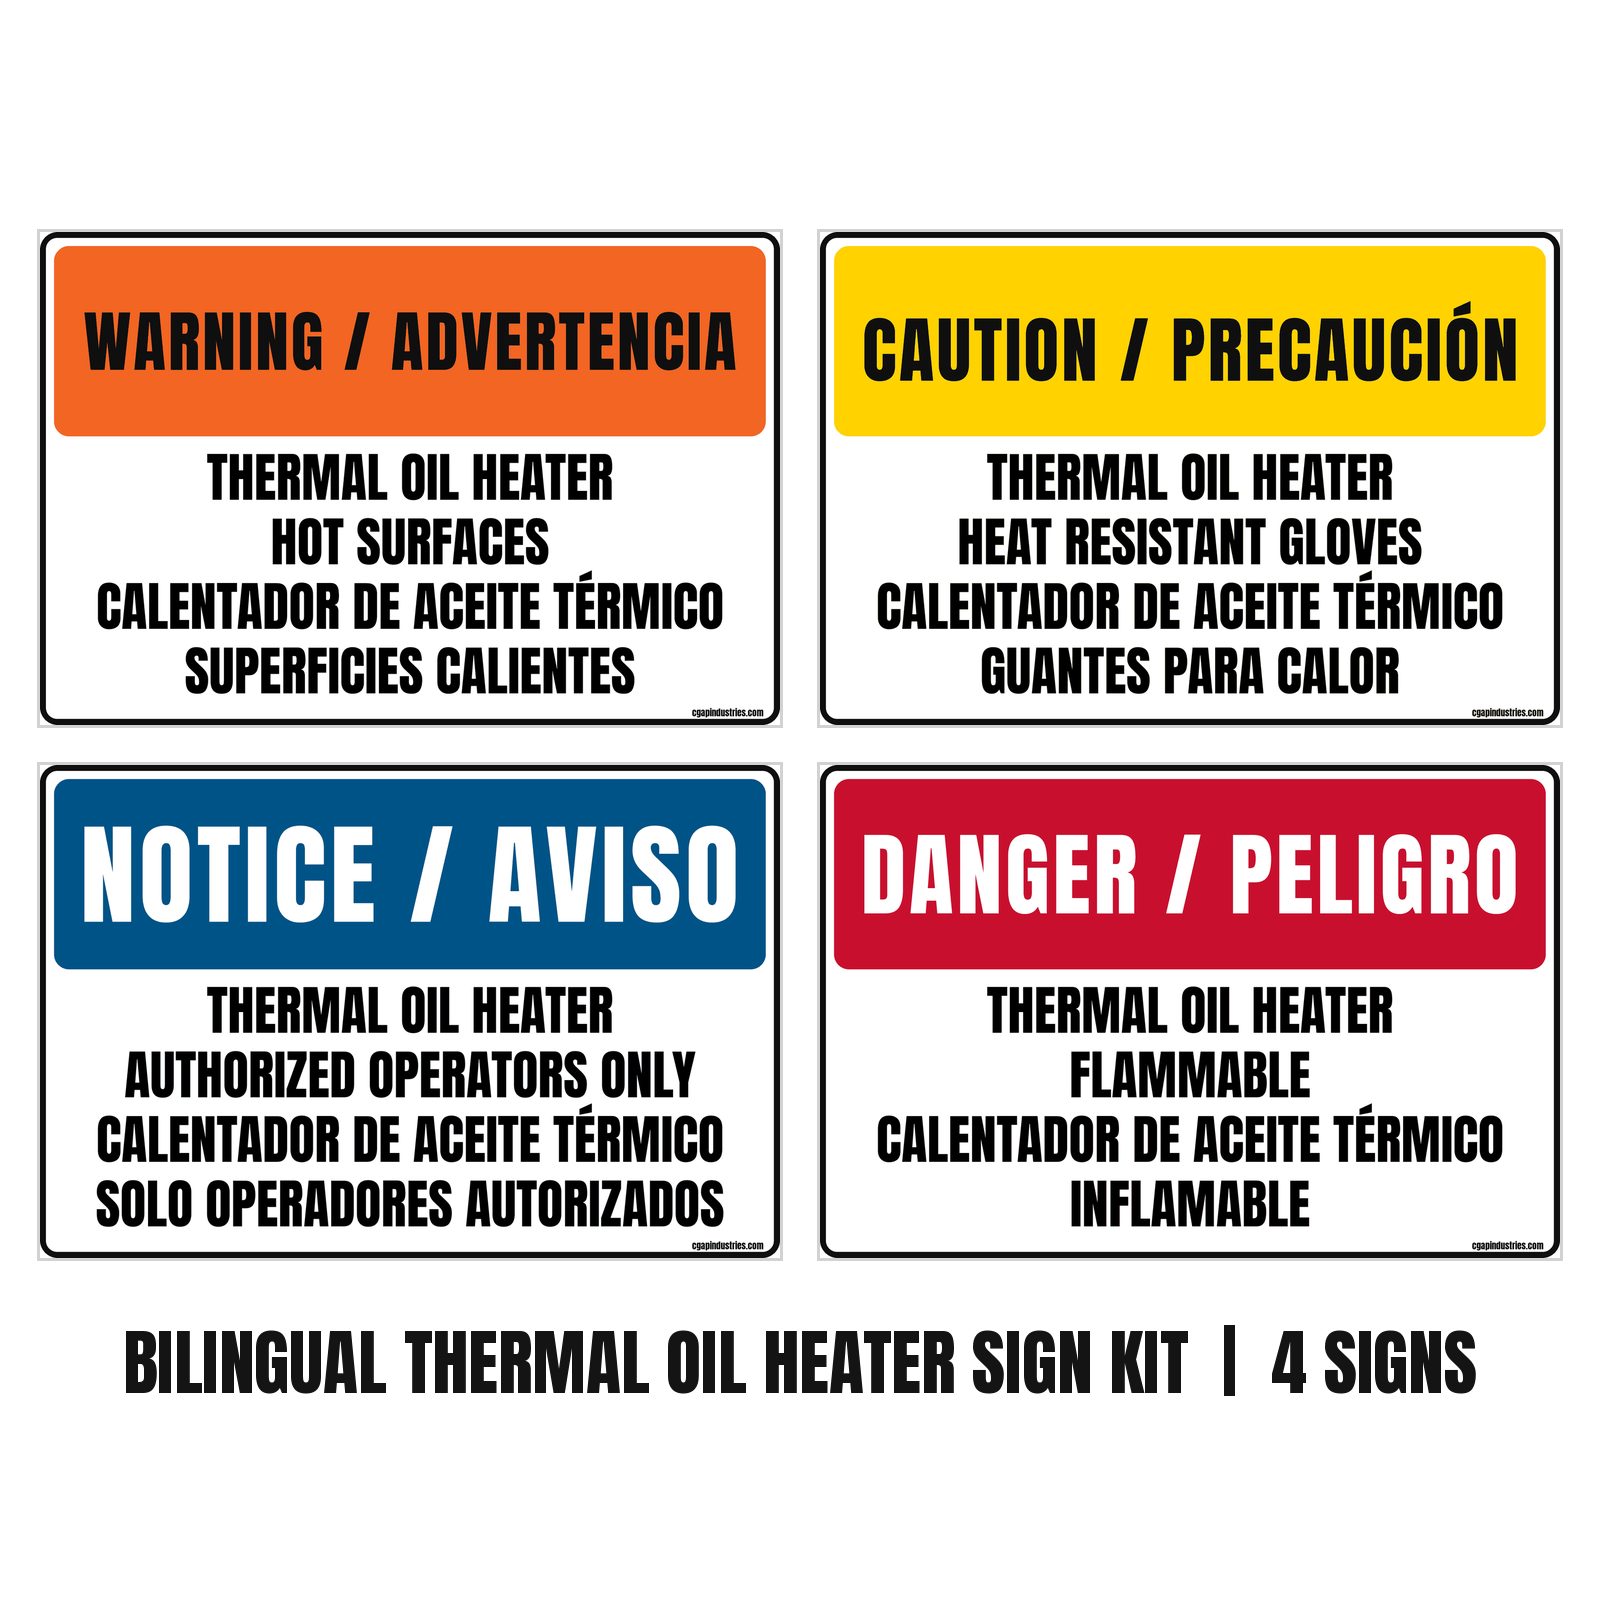 WARNING / ADVERTENCIA
THERMAL OIL HEATER
HOT SURFACES
CALENTADOR DE ACEITE TÉRMICO
SUPERFICIES CALIENTES
cgapindustries.com
CAUTION / PRECAUCIÓN
THERMAL OIL HEATER
HEAT RESISTANT GLOVES
CALENTADOR DE ACEITE TÉRMICO
GUANTES PARA CALOR
cgapindustries.com
NOTICE / AVISO
THERMAL OIL HEATER
AUTHORIZED OPERATORS ONLY
CALENTADOR DE ACEITE TÉRMICO
SOLO OPERADORES AUTORIZADOS
cgapindustries.com
DANGER / PELIGRO
THERMAL OIL HEATER
FLAMMABLE
CALENTADOR DE ACEITE TÉRMICO
INFLAMABLE
cgapindustries.com
BILINGUAL THERMAL OIL HEATER SIGN KIT | 4 SIGNS